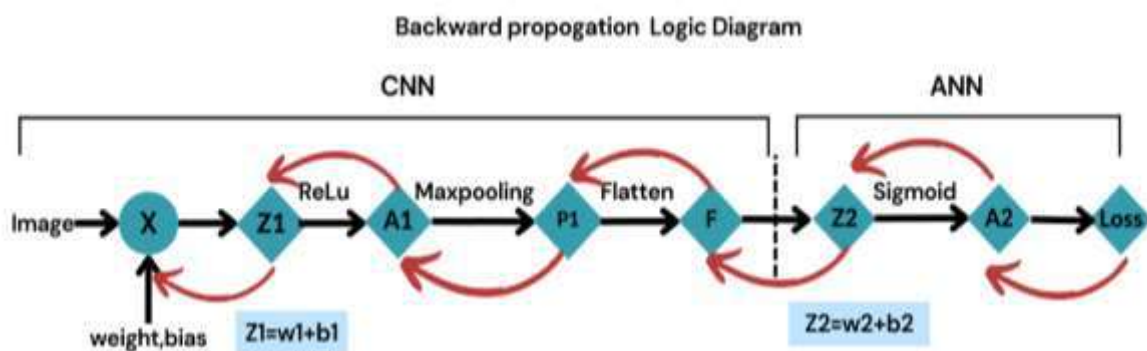 Backward propogation Logic Diagram
CNN
ANN
ReLu
Maxpooling
Flatten
Sigmoid
Image
X
Z1
A1
P1
F
Z2
A2
Loss
weight,bias
Z1=w1+b1
Z2=w2+b2